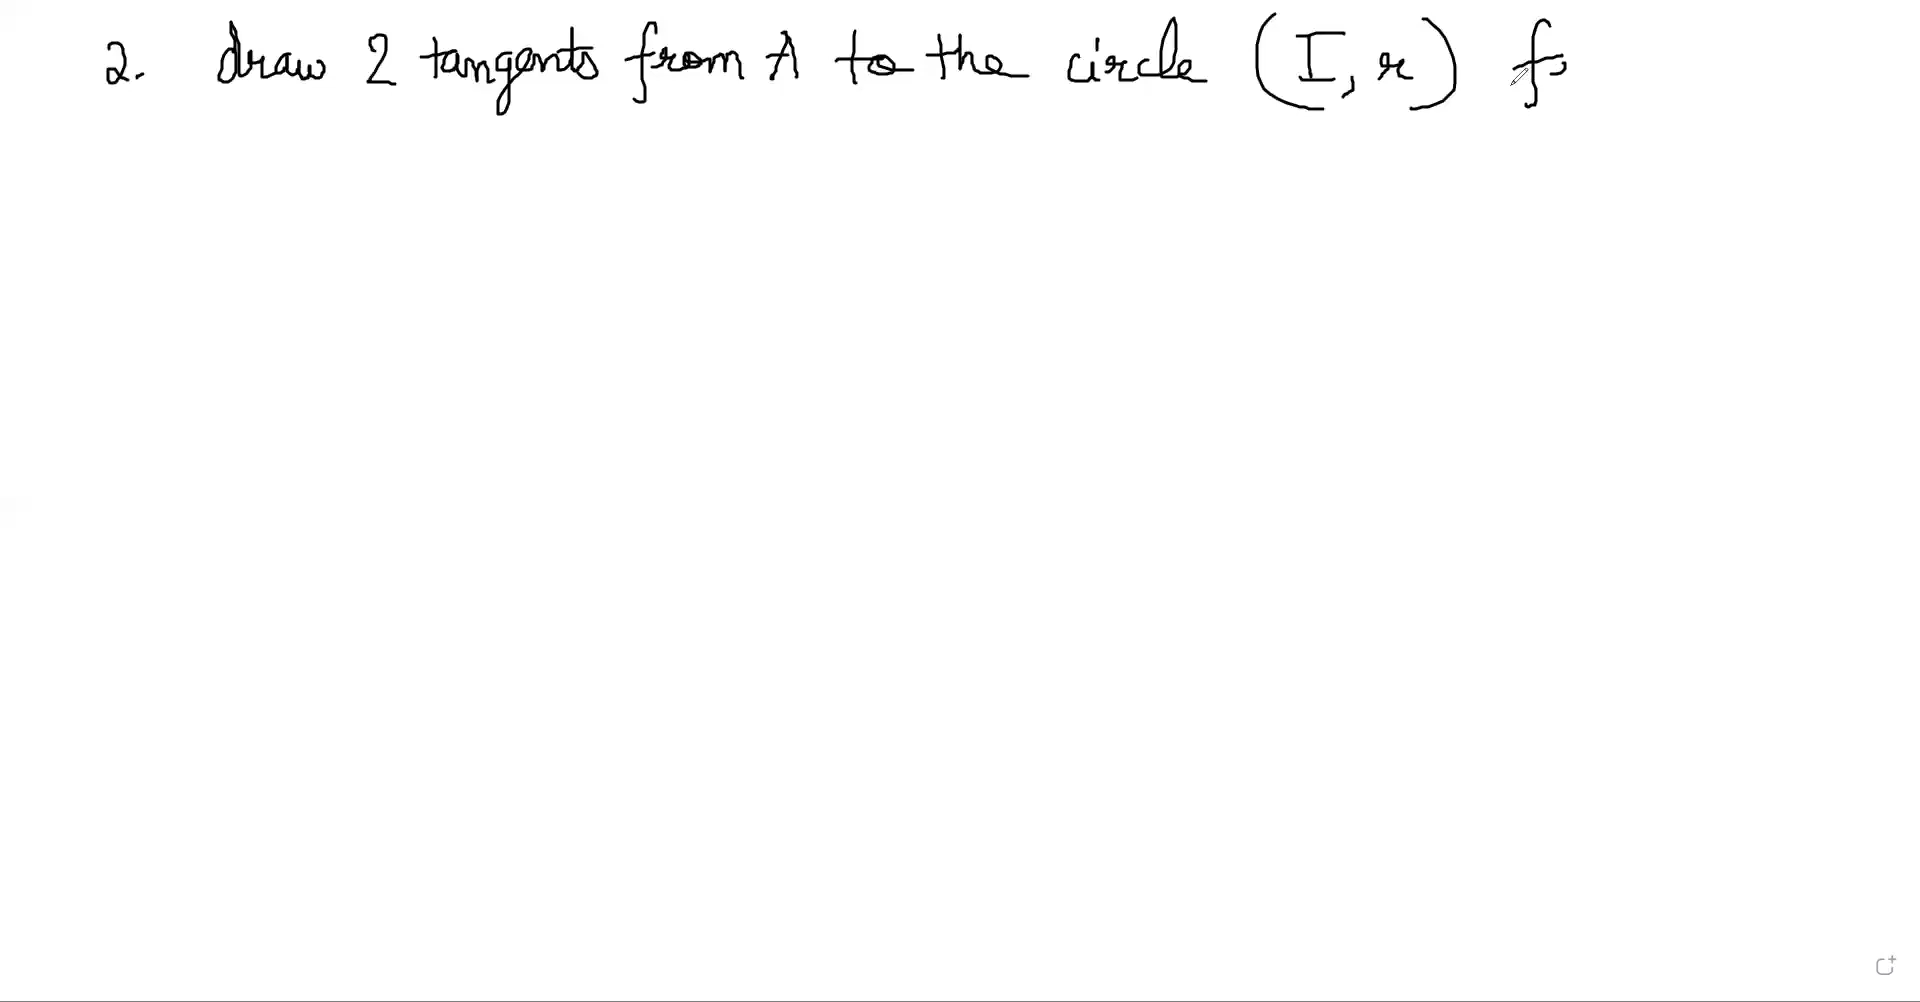 2. draw 2 tangents from A to the circle (I, r)